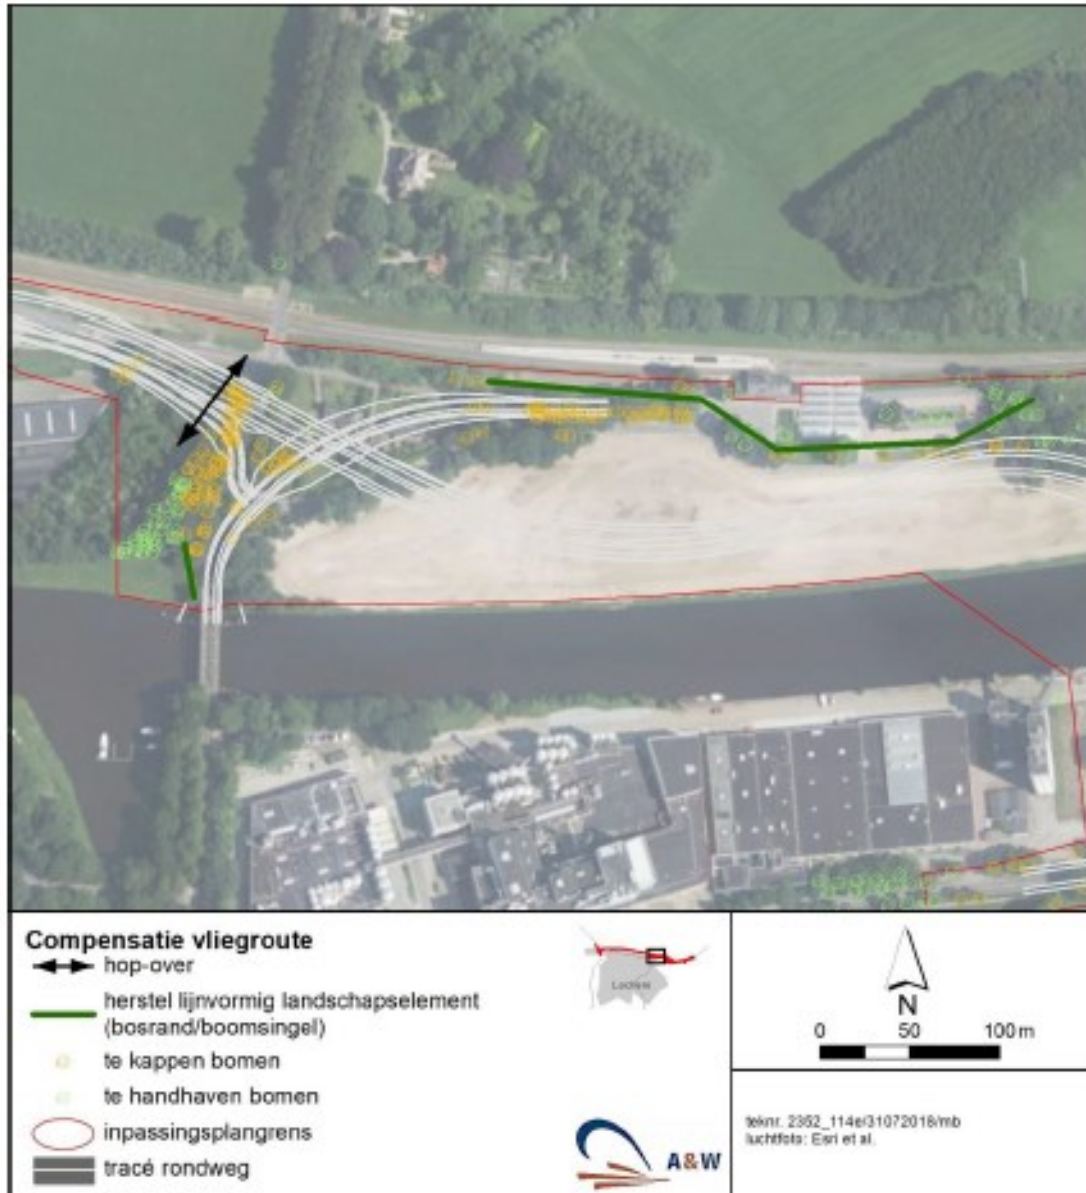 Compensatie vliegroute
hop-over
herstel lijnvormig landschapselement
(bosrand/boomsingel)
te kappen bomen
te handhaven bomen
inpassingsplangrens
tracé rondweg
Lochem
A&W
N
0 50 100 m
teknr. 2352_114e/31072018/mb
luchtfoto: Esri et al.